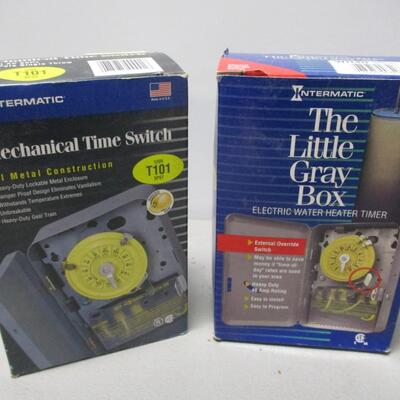 T101
NTERMATIC
Mechanical Time Switch
Metal Construction
Heavy-Duty Lockable Metal Enclosure
Tamper Proof Design Eliminates Vandalism
Withstands Temperature Extremes
Unbreakable
Heavy-Duty Gear Train
T101
SPST
INTERMATIC
The
Little
Gray
Box
ELECTRIC WATER HEATER TIMER
External Override
Switch
May be able to save
money if "time-of-
day" rates are used
in your area
Heavy Duty
Amp Rating
Easy to Install
Easy to Program